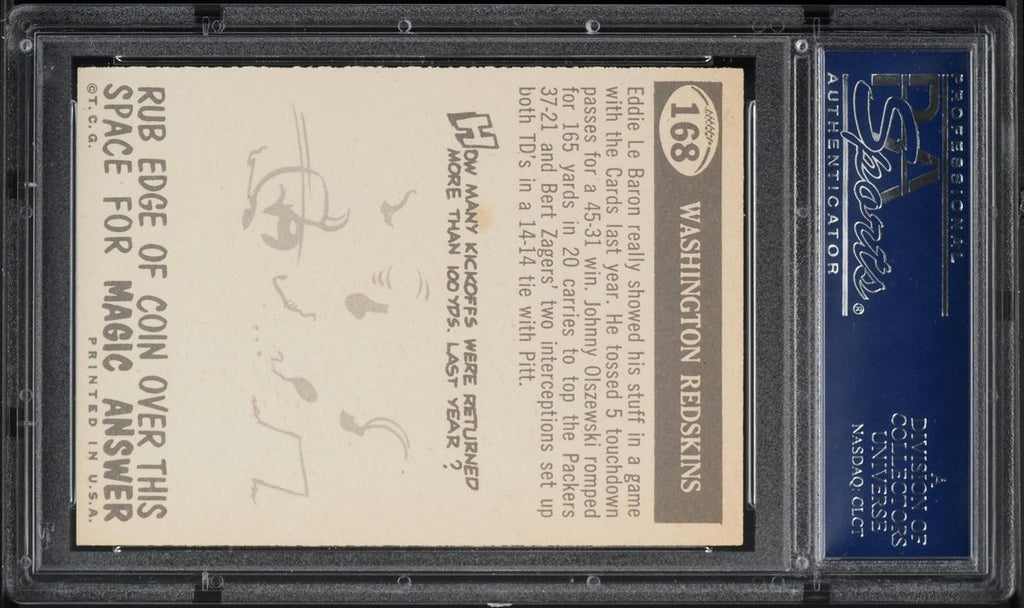 168
WASHINGTON REDSKINS
Eddie Le Baron really showed his stuff in a game
with the Cards last year. He tossed 5 touchdown
passes for a 45-31 win. Johnny Olszewski romped
for 165 yards in 20 carries to top the Packers
37-21 and Bert Zagers' two interceptions set up
both TD's in a 14-14 tie with Pitt.
HOW MANY KICKOFFS WERE RETURNED
MORE THAN 100 YDS. LAST YEAR?
RUB EDGE OF COIN OVER THIS
SPACE FOR MAGIC ANSWER
©T.C.G.
PRINTED IN U.S.A.
PROFESSIONAL
PSA
Sports®
AUTHENTICATOR
A
DIVISION OF
COLLECTORS
UNIVERSE
NASDAQ: CLCT